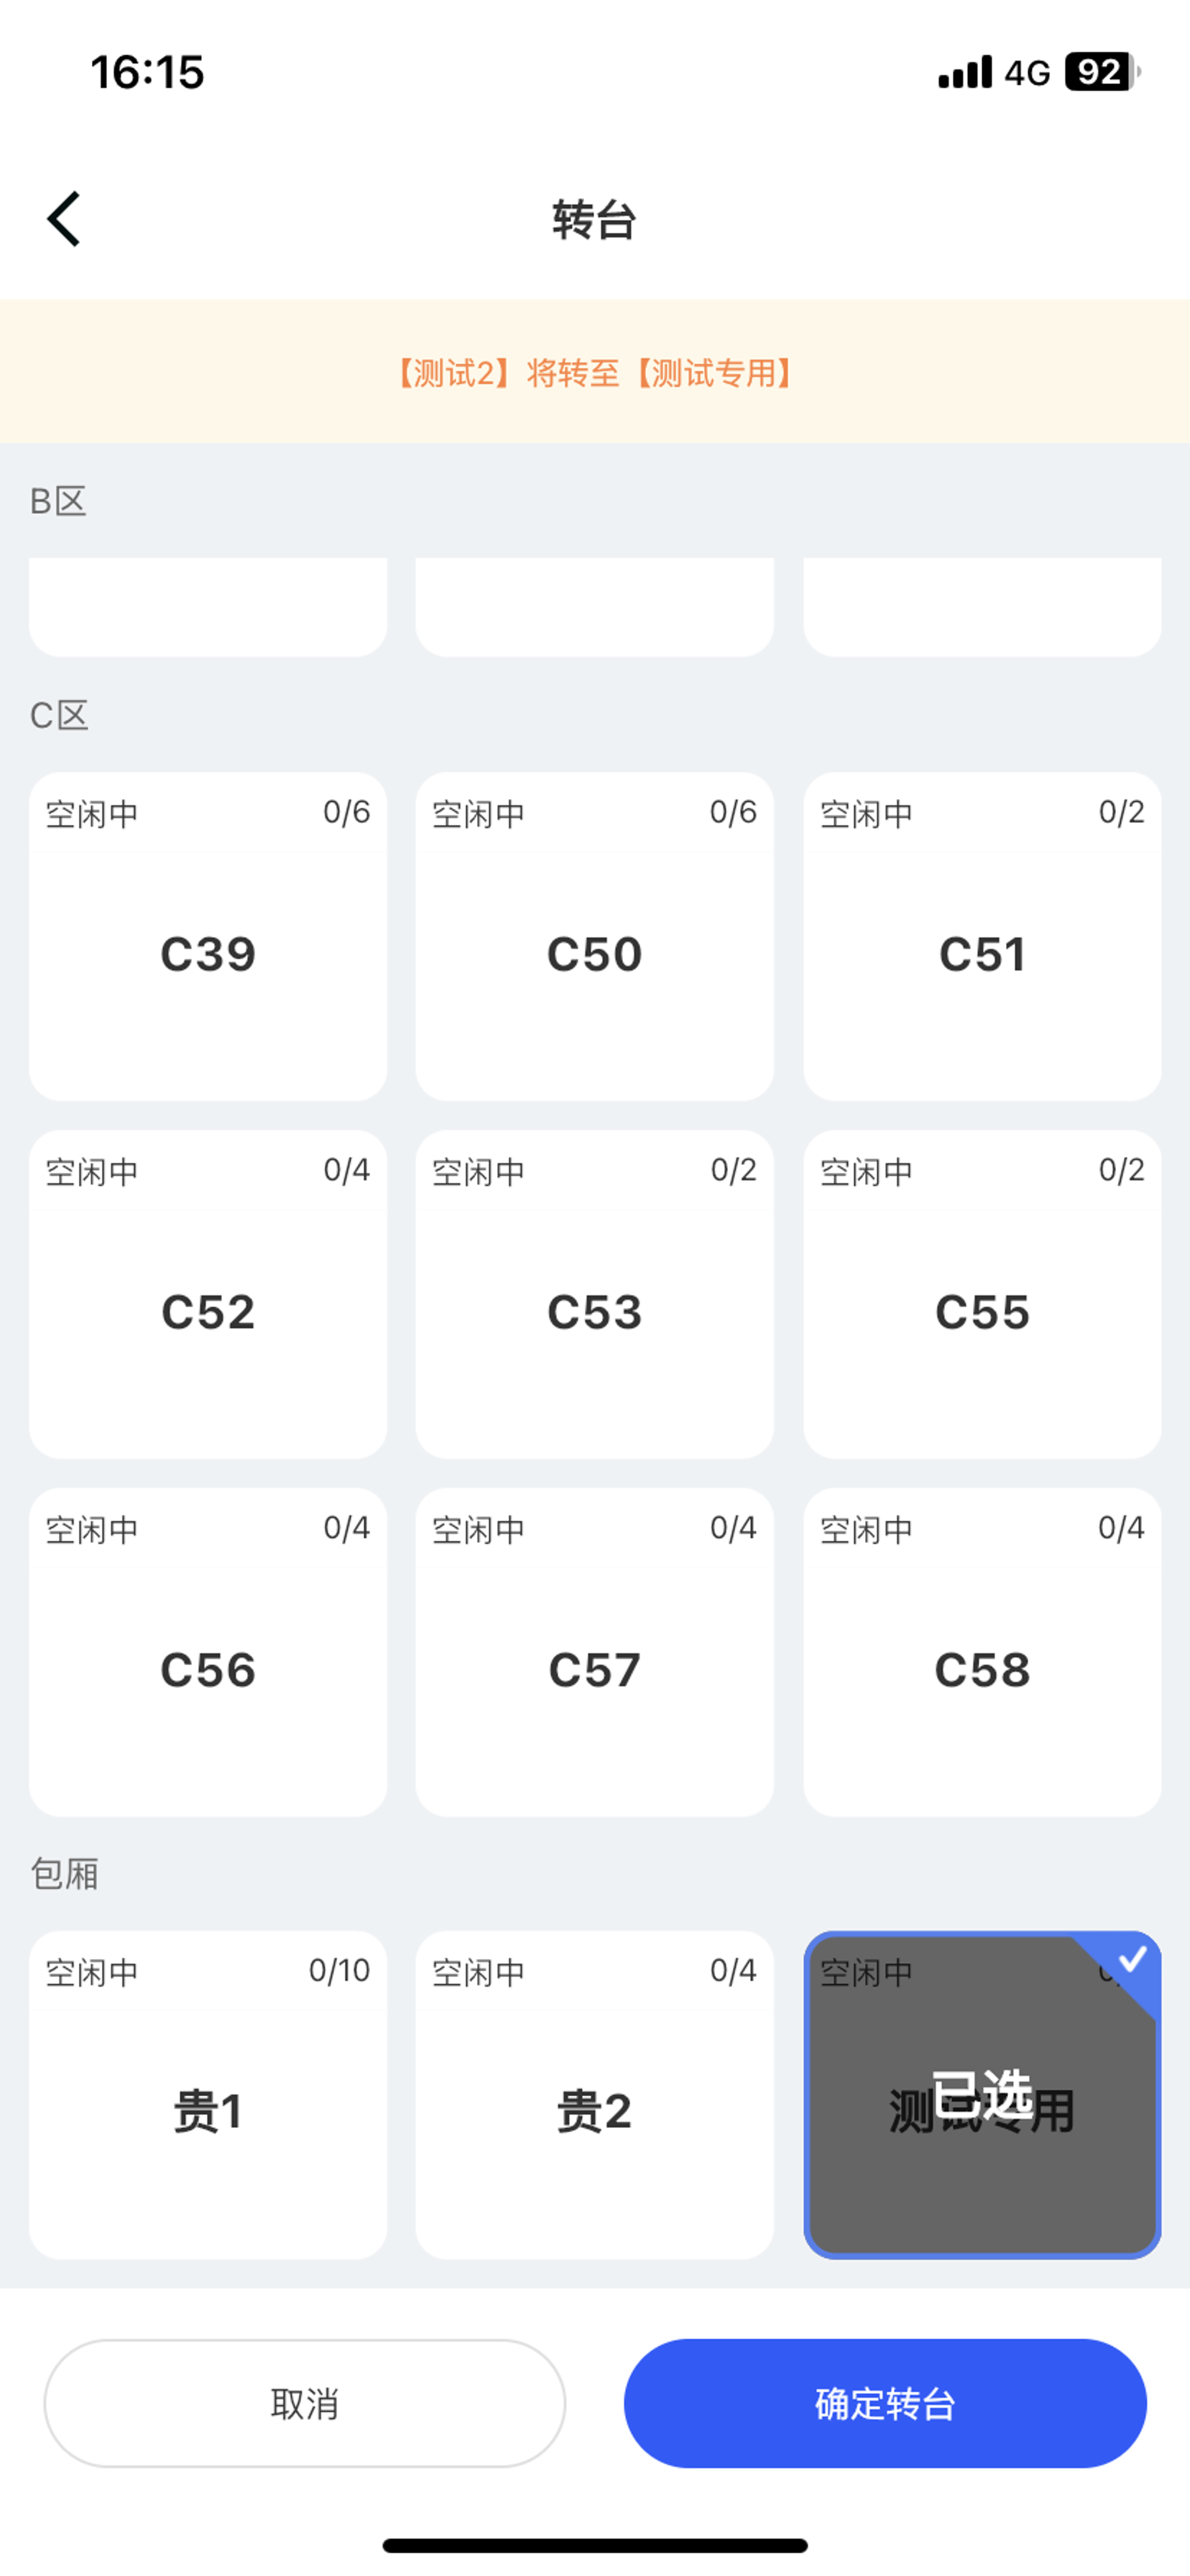 16:15
4G 92
转台
【测试2】将转至【测试专用】
B区
C区
空闲中 0/6 空闲中 0/6 空闲中 0/2
C39 C50 C51
空闲中 0/4 空闲中 0/2 空闲中 0/2
C52 C53 C55
空闲中 0/4 空闲中 0/4 空闲中 0/4
C56 C57 C58
包厢
空闲中 0/10 空闲中 0/4 空闲中
贵1 贵2 测试专用
已选
取消 确定转台